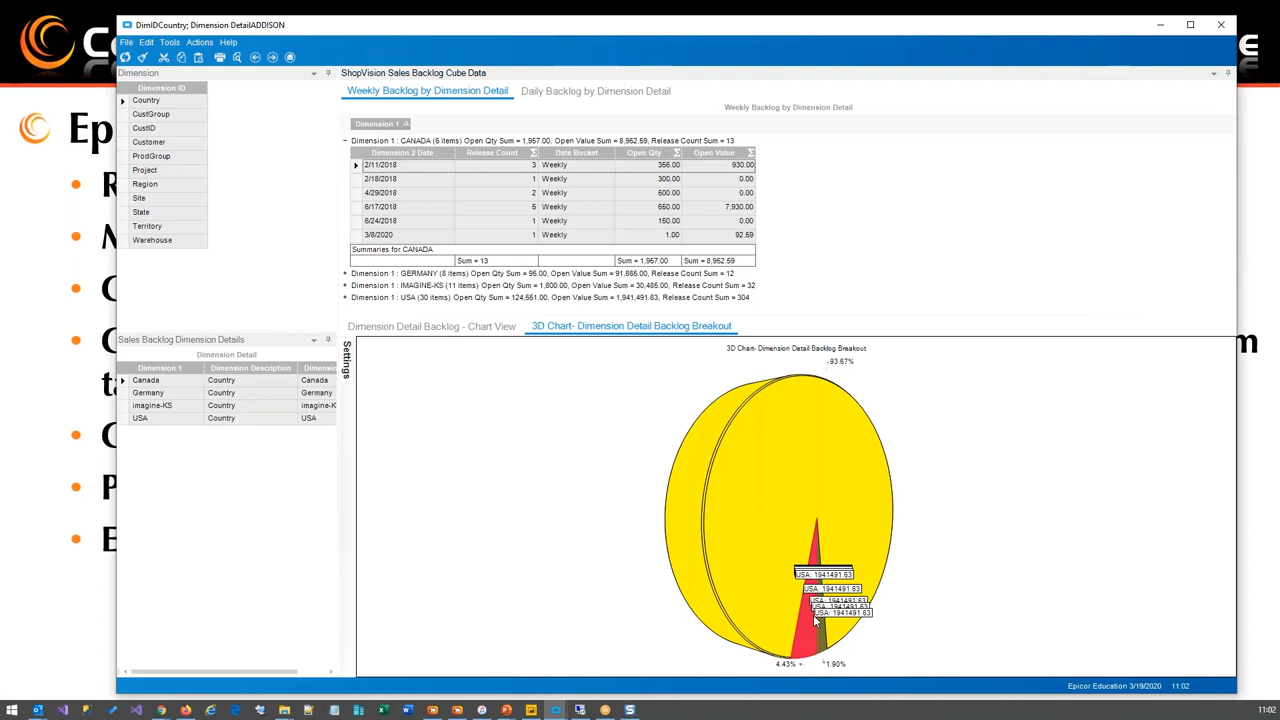 DimIDCountry; Dimension DetailADDISON
File Edit Tools Actions Help
Dimension
Dimension ID
Country
CustGroup
CustID
Customer
ProdGroup
Project
Region
Site
State
Territory
Warehouse
Sales Backlog Dimension Details
Dimension Detail
Dimension 1 Dimension Description Dimensio
Canada Country Canada
Germany Country Germany
imagine-KS Country imagine-K
USA Country USA
ShopVision Sales Backlog Cube Data
Weekly Backlog by Dimension Detail Daily Backlog by Dimension Detail
Weekly Backlog by Dimension Detail
Dimension 1
Dimension 1 : CANADA (6 items) Open Qty Sum = 1,957.00, Open Value Sum = 8,952.59, Release Count Sum = 13
Dimension 2 Date Release Count Σ Date Bucket Open Qty Σ Open Value Σ
2/11/2018 3 Weekly 356.00 930.00
2/18/2018 1 Weekly 300.00 0.00
4/29/2018 2 Weekly 500.00 0.00
6/17/2018 5 Weekly 650.00 7,930.00
6/24/2018 1 Weekly 150.00 0.00
3/8/2020 1 Weekly 1.00 92.59
Summaries for CANADA
Sum = 13 Sum = 1,957.00 Sum = 8,952.59
Dimension 1 : GERMANY (8 items) Open Qty Sum = 95.00, Open Value Sum = 91,865.00, Release Count Sum = 12
Dimension 1 : IMAGINE-KS (11 items) Open Qty Sum = 1,800.00, Open Value Sum = 30,485.00, Release Count Sum = 32
Dimension 1 : USA (30 items) Open Qty Sum = 124,551.00, Open Value Sum = 1,941,491.63, Release Count Sum = 304
Dimension Detail Backlog - Chart View 3D Chart- Dimension Detail Backlog Breakout
Settings
3D Chart- Dimension Detail Backlog Breakout
93.67%
USA: 1941491.63
USA: 1941491.63
USA: 1941491.63
USA: 1941491.63
USA: 1941491.63
4.43% 1.90%
Epicor Education 3/19/2020 11:02
Ep
11:02